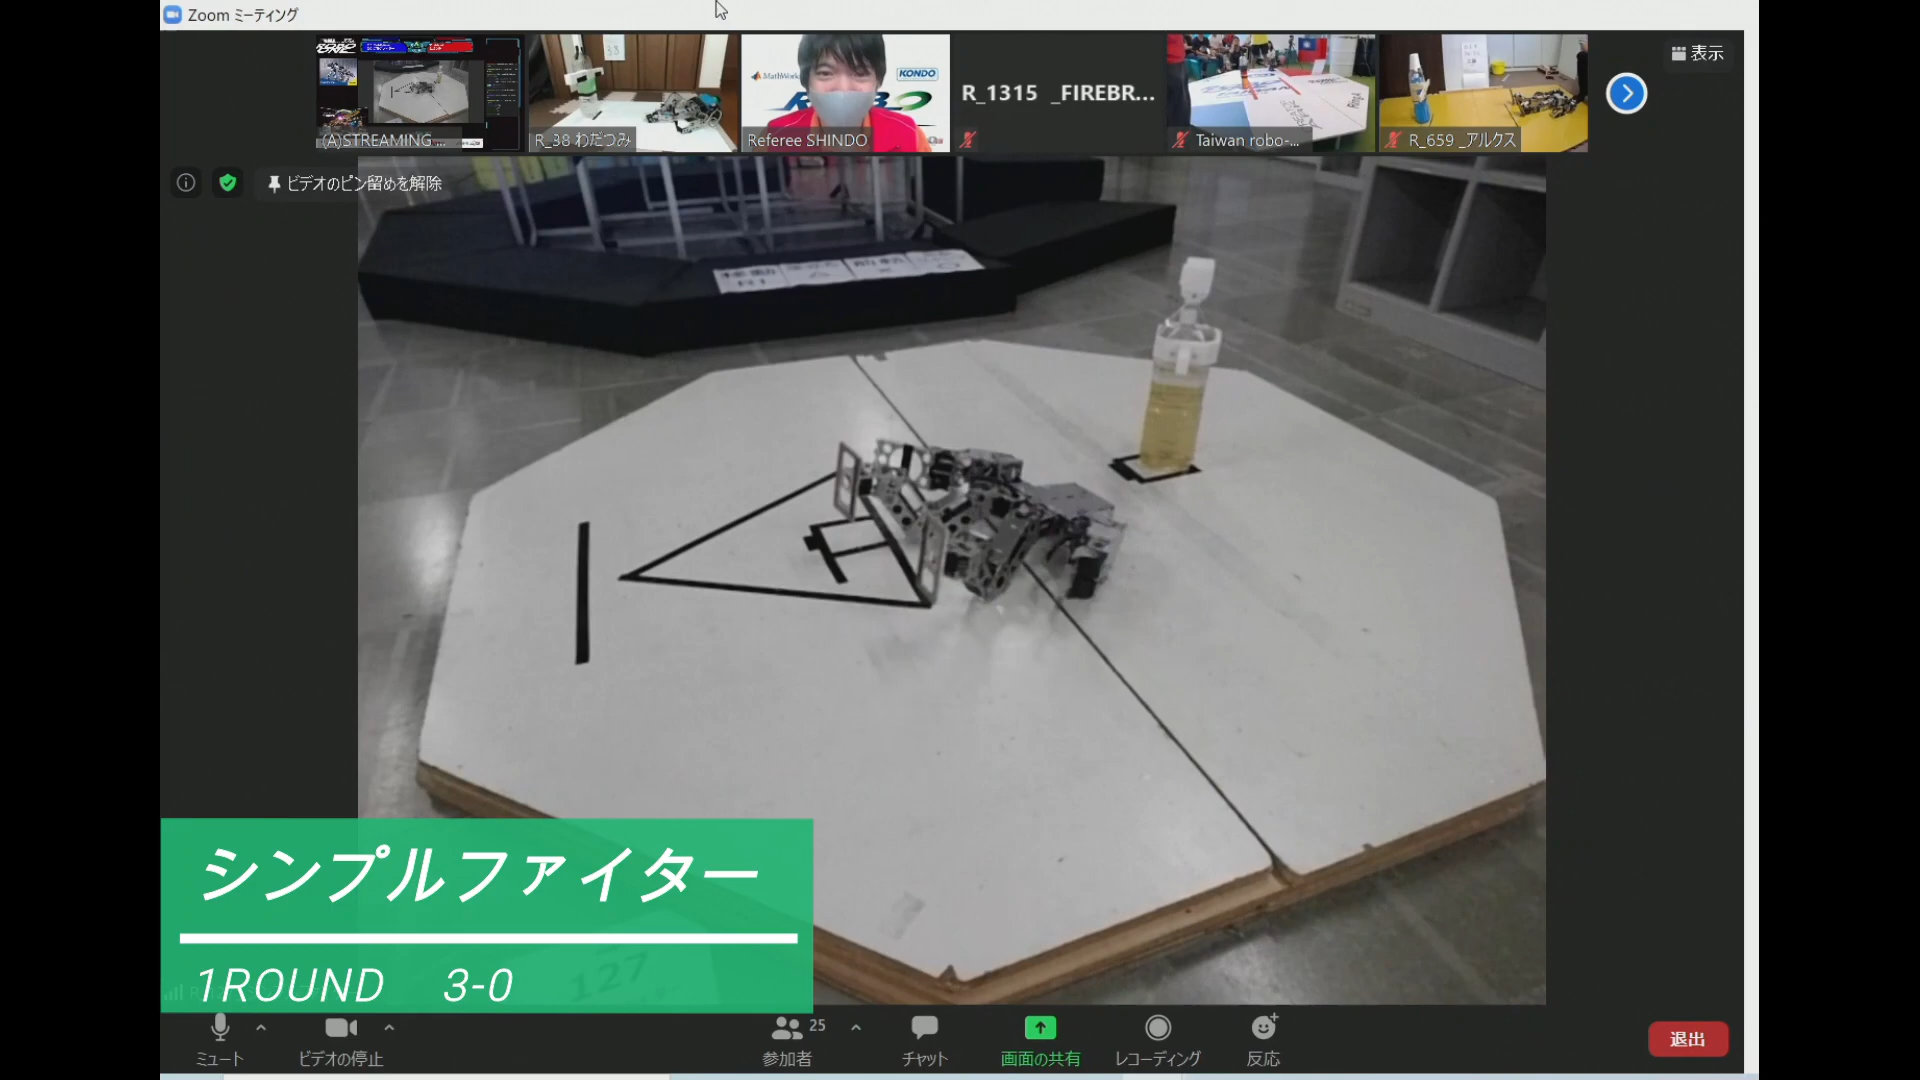 Zoom ミーティング
(A)STREAMING ...
R_38 わだつみ
38
MathWork
KONDO
Referee SHINDO
R_1315 _FIREBR...
Taiwan robo-...
R_659 _アルクス
表示
ビデオのピン留めを解除
シンプルファイター
1ROUND 3-0
127
ミュート
ビデオの停止
25
参加者
チャット
画面の共有
レコーディング
反応
退出